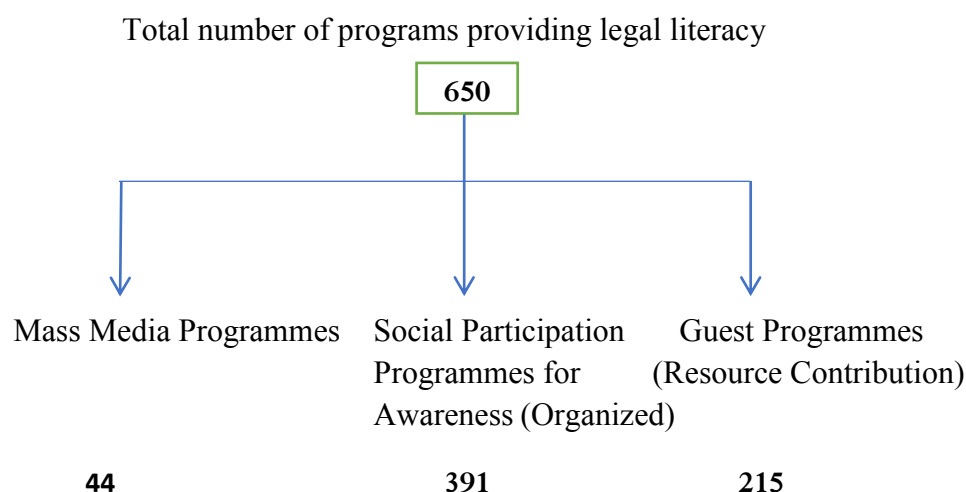 Total number of programs providing legal literacy
650
Mass Media Programmes
Social Participation
Programmes for
Awareness (Organized)
Guest Programmes
(Resource Contribution)
44
391
215